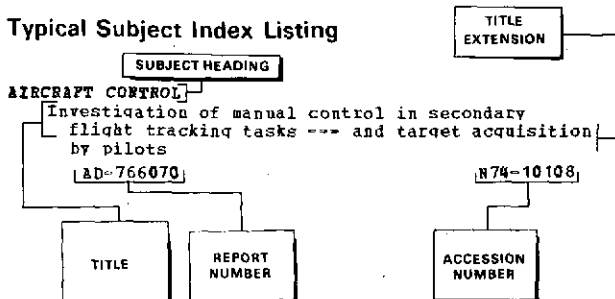 Typical Subject Index Listing
TITLE
EXTENSION
SUBJECT HEADING
AIRCRAFT CONTROL
Investigation of manual control in secondary
flight tracking tasks --- and target acquisition
by pilots
AD-766070
N74-10108
TITLE
REPORT
NUMBER
ACCESSION
NUMBER